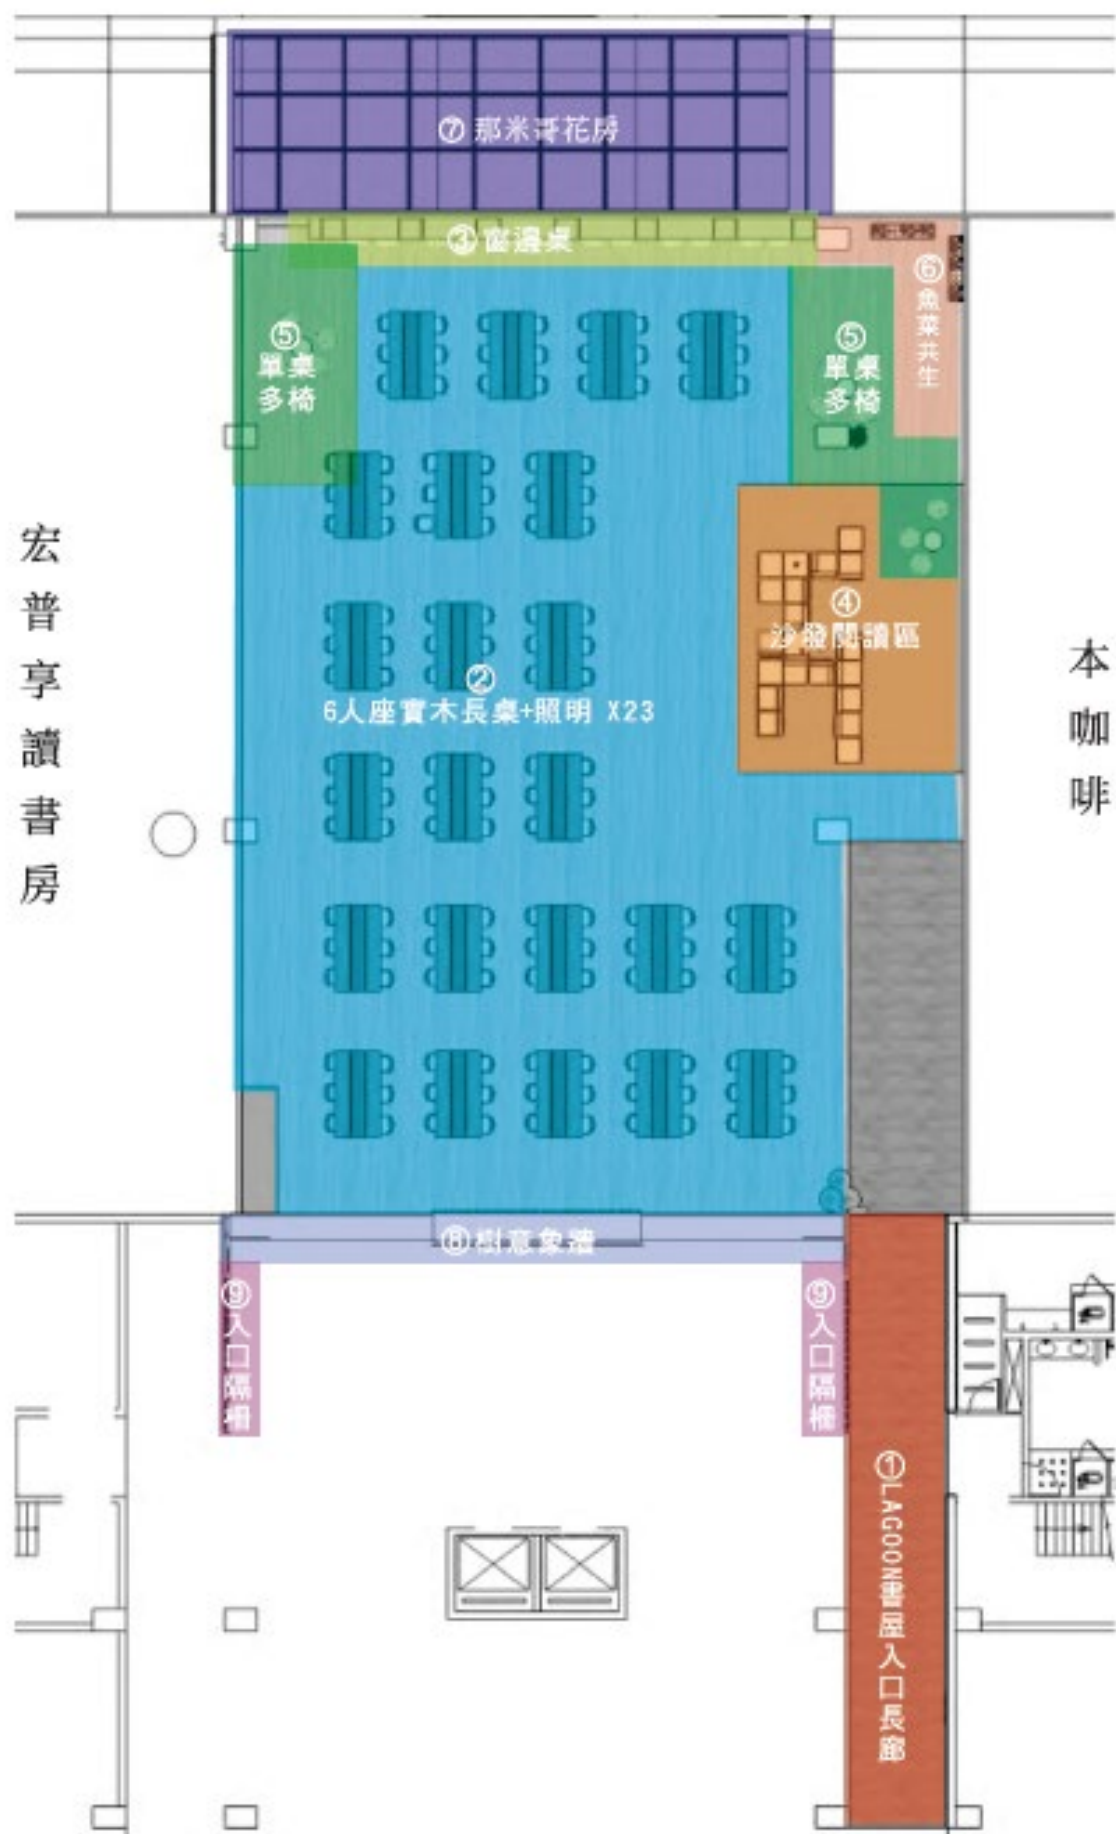 ⑦ 那米哥花房
③ 窗邊桌
⑥魚菜共生
⑤
單桌
多椅
⑤
單桌
多椅
宏普享讀書房
④
沙發閱讀區
本咖啡
②
6人座實木長桌+照明 X23
⑧樹意象牆
⑨入口隔柵
⑨入口隔柵
①LAGOON書屋入口長廊